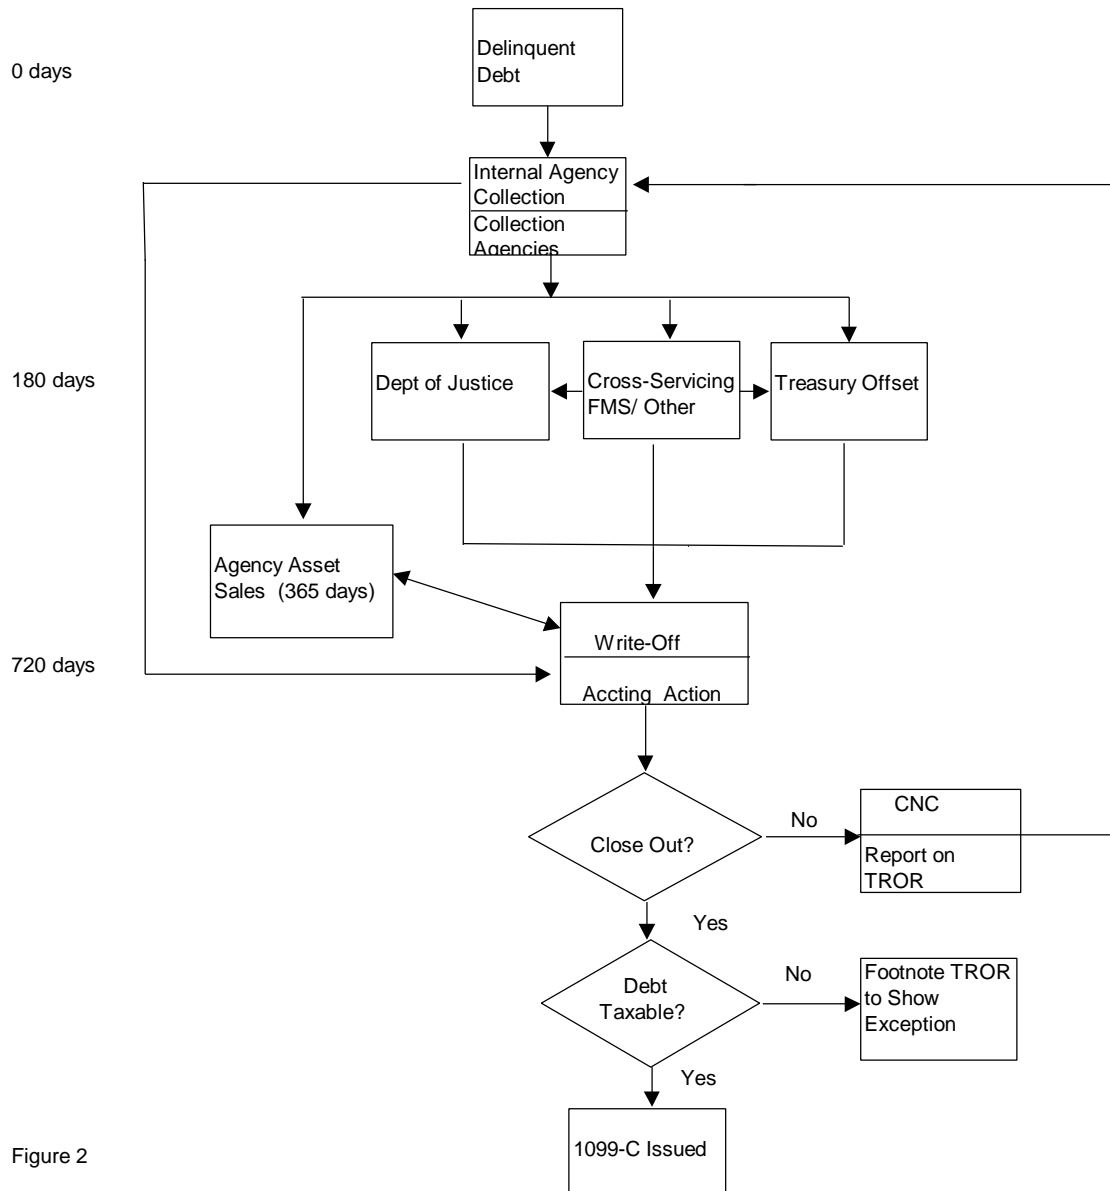 0 days
Delinquent
Debt
Internal Agency
Collection
Collection
Agencies
180 days
Dept of Justice
Cross-Servicing
FMS/ Other
Treasury Offset
Agency Asset
Sales (365 days)
720 days
Write-Off
Accting Action
Close Out?
No
CNC
Report on
TROR
Yes
Debt
Taxable?
No
Footnote TROR
to Show
Exception
Yes
1099-C Issued
Figure 2